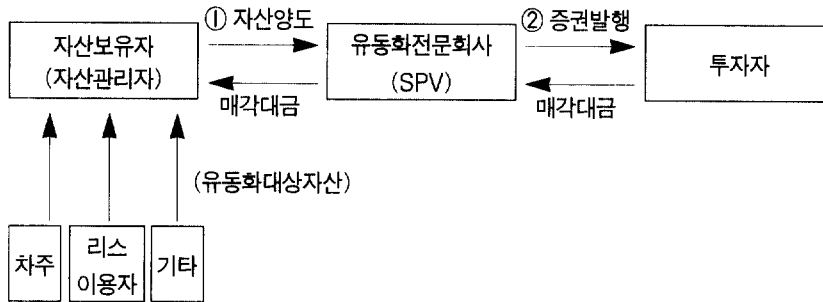 ① 자산양도
② 증권발행
자산보유자
(자산관리자)
유동화전문회사
(SPV)
투자자
매각대금
매각대금
(유동화대상자산)
차주
리스
이용자
기타